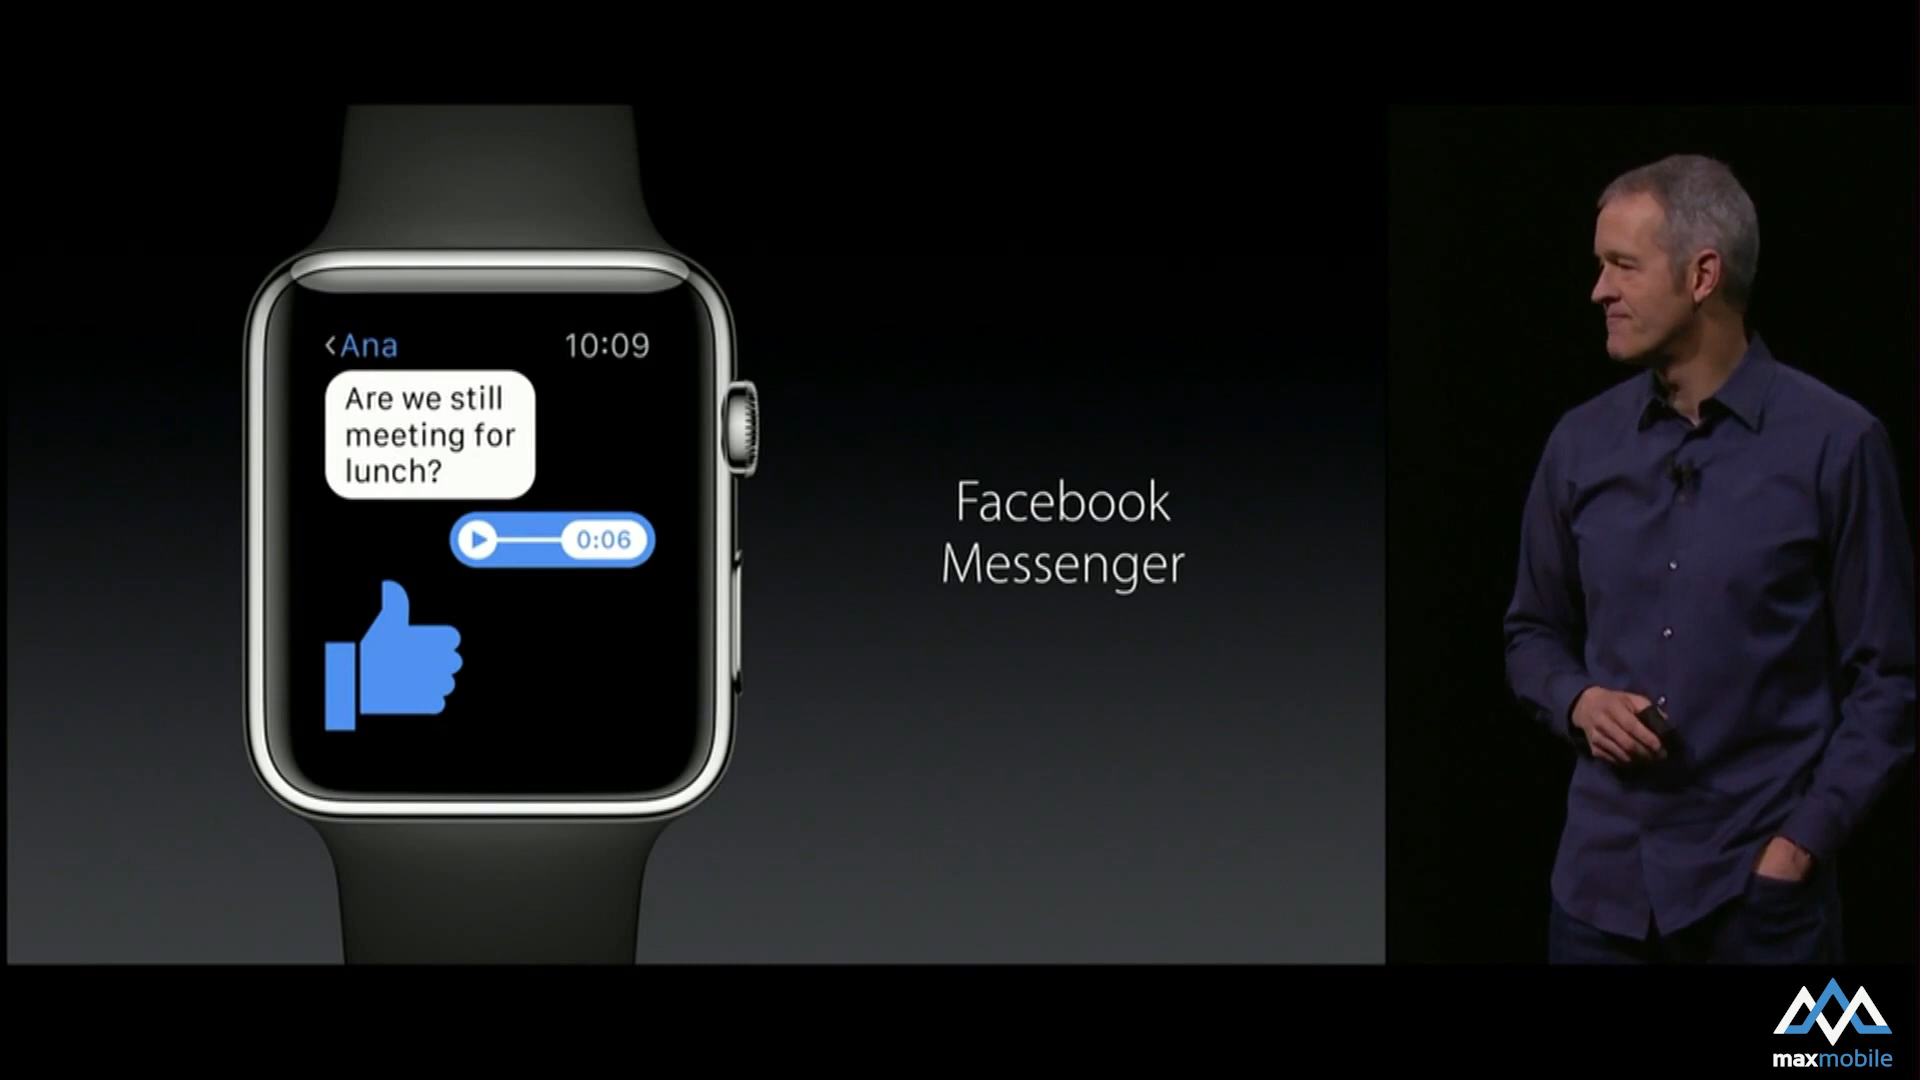 Ana
10:09
Are we still
meeting for
lunch?
0:06
Facebook
Messenger
maxmobile